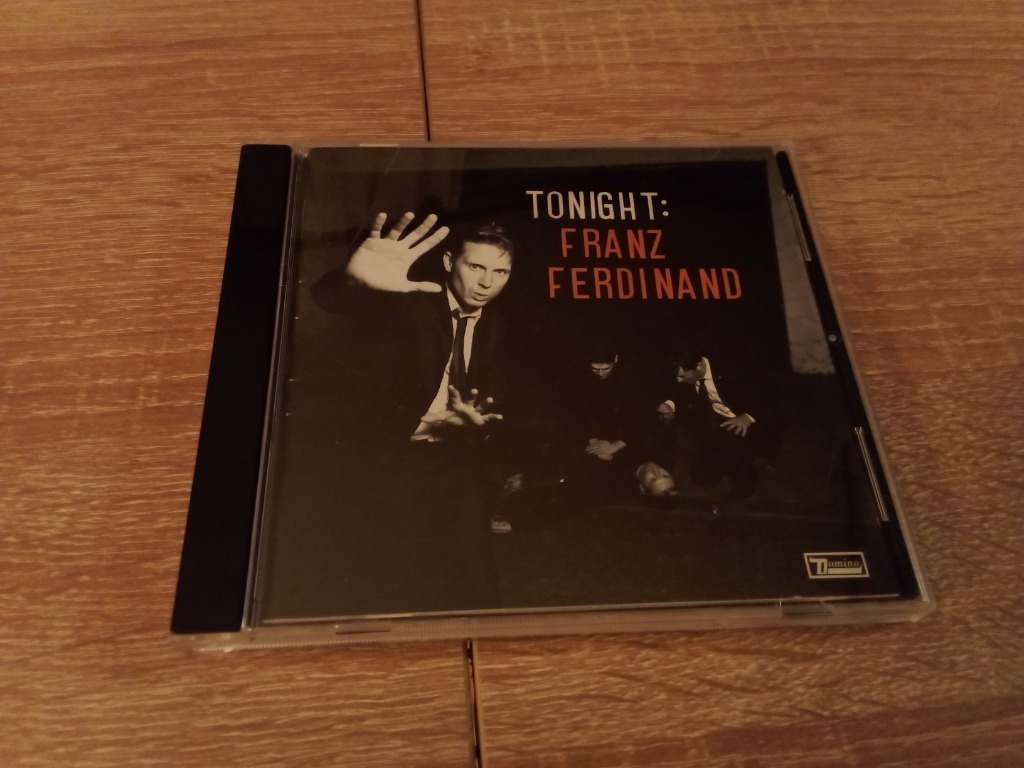 TONIGHT:
FRANZ
FERDINAND
Domino